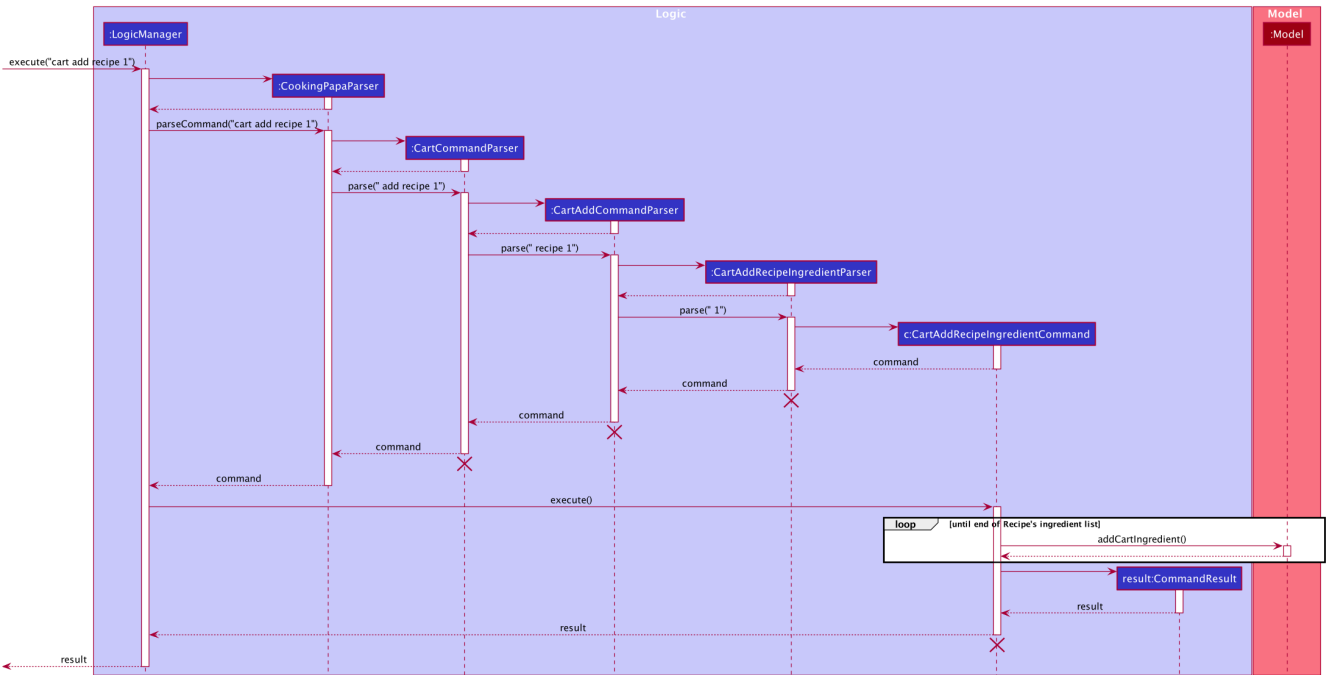 Logic
Model
:LogicManager
:Model
execute("cart add recipe 1")
:CookingPapaParser
parseCommand("cart add recipe 1")
:CartCommandParser
parse(" add recipe 1")
:CartAddCommandParser
parse(" recipe 1")
:CartAddRecipeIngredientParser
parse(" 1")
c:CartAddRecipeIngredientCommand
command
command
command
command
command
execute()
loop [until end of Recipe's ingredient list]
addCartIngredient()
result:CommandResult
result
result
result